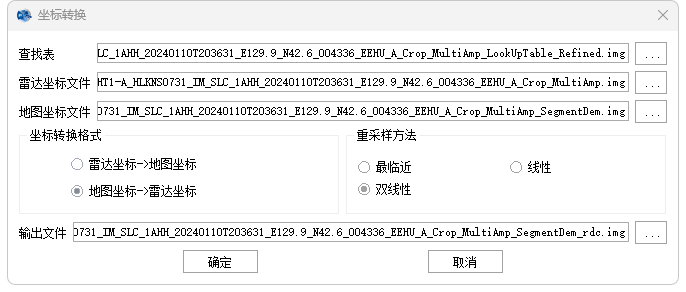 坐标转换
查找表 LC_1AHH_20240110T203631_E129.9_N42.6_004336_EEHU_A_Crop_MultiAmp_LookUpTable_Refined.img ...
雷达坐标文件 HT1-A_HLKNS0731_IM_SLC_1AHH_20240110T203631_E129.9_N42.6_004336_EEHU_A_Crop_MultiAmp.img ...
地图坐标文件 0731_IM_SLC_1AHH_20240110T203631_E129.9_N42.6_004336_EEHU_A_Crop_MultiAmp_SegmentDem.img ...
坐标转换格式
雷达坐标->地图坐标
地图坐标->雷达坐标
重采样方法
最临近 线性
双线性
输出文件 0731_IM_SLC_1AHH_20240110T203631_E129.9_N42.6_004336_EEHU_A_Crop_MultiAmp_SegmentDem_rdc.img ...
确定 取消